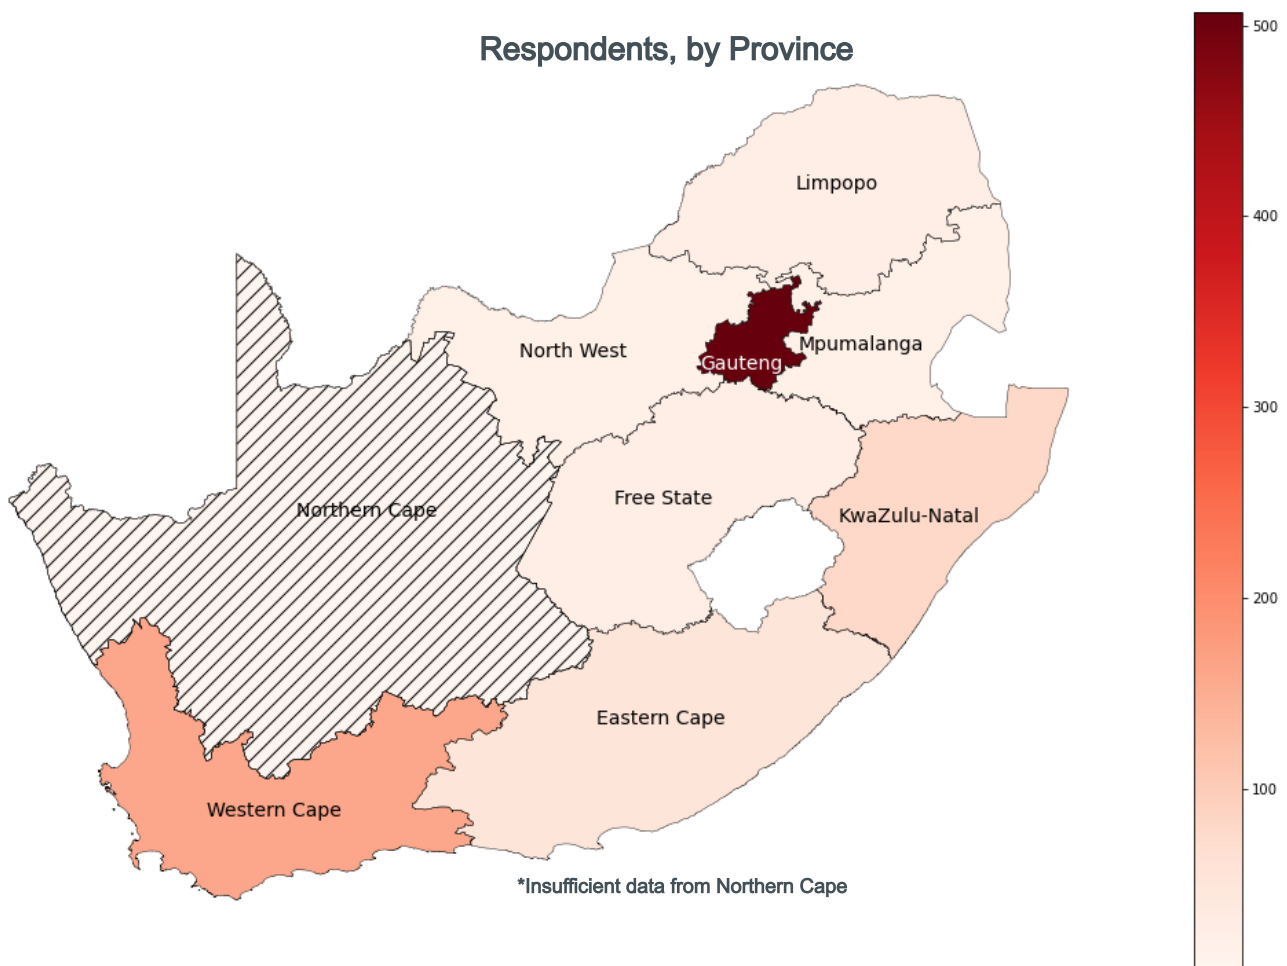 Respondents, by Province
500
400
300
200
100
Limpopo
North West
Mpumalanga
Gauteng
Free State
Northern Cape
KwaZulu-Natal
Eastern Cape
Western Cape
*Insufficient data from Northern Cape